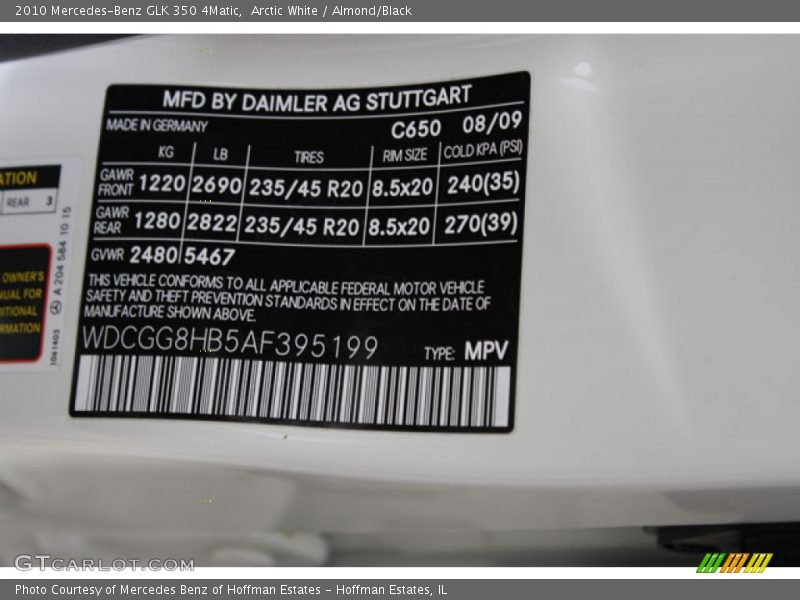 2010 Mercedes-Benz GLK 350 4Matic,  Arctic White / Almond/Black
MFD BY DAIMLER AG STUTTGART
MADE IN GERMANY C650 08/09
KG LB TIRES RIM SIZE COLD KPA (PSI)
GAWR FRONT 1220 2690 235/45 R20 8.5x20 240(35)
GAWR REAR 1280 2822 235/45 R20 8.5x20 270(39)
GVWR 2480 5467
THIS VEHICLE CONFORMS TO ALL APPLICABLE FEDERAL MOTOR VEHICLE
SAFETY AND THEFT PREVENTION STANDARDS IN EFFECT ON THE DATE OF
MANUFACTURE SHOWN ABOVE.
WDCGG8HB5AF395199 TYPE: MPV
ATION
REAR 3
OWNER'S
NUAL FOR
DITIONAL
ORMATION
A 204 584 10 15
1061403
GTCARLOT.COM
Photo Courtesy of Mercedes Benz of Hoffman Estates - Hoffman Estates, IL